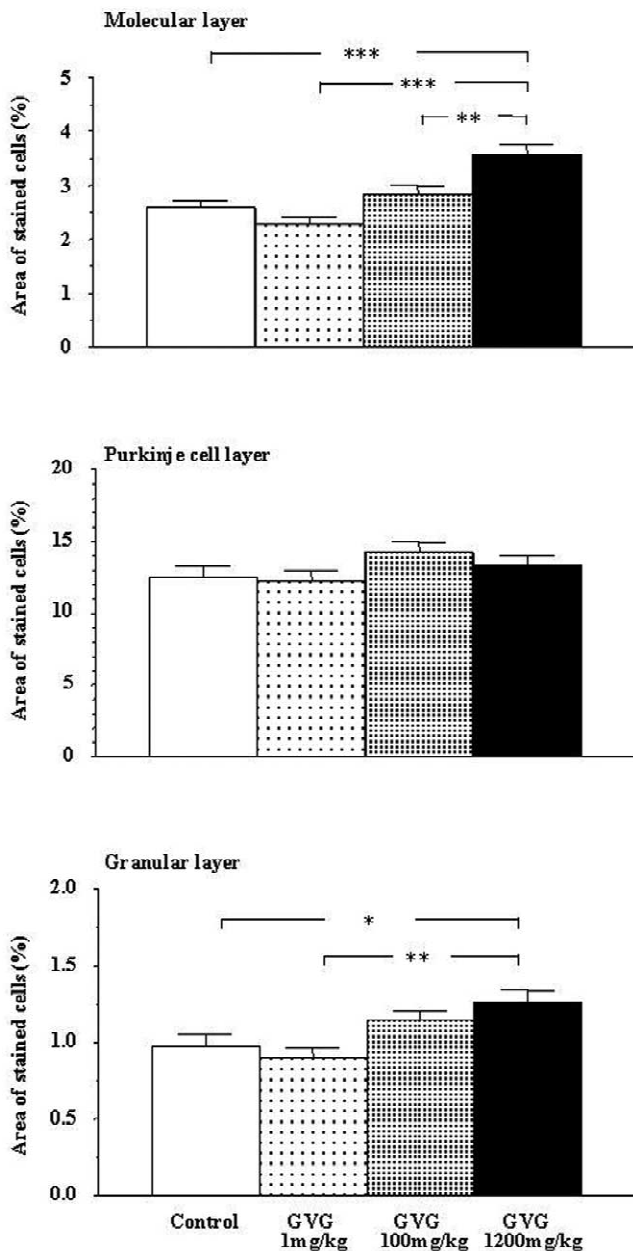 Molecular layer
***
***
**
Area of stained cells (%)
5
4
3
2
1
0
Purkinje cell layer
Area of stained cells (%)
20
15
10
5
0
Granular layer
*
**
Area of stained cells (%)
2.0
1.5
1.0
0.5
0.0
Control GVG GVG GVG
1mg/kg 100mg/kg 1200mg/kg